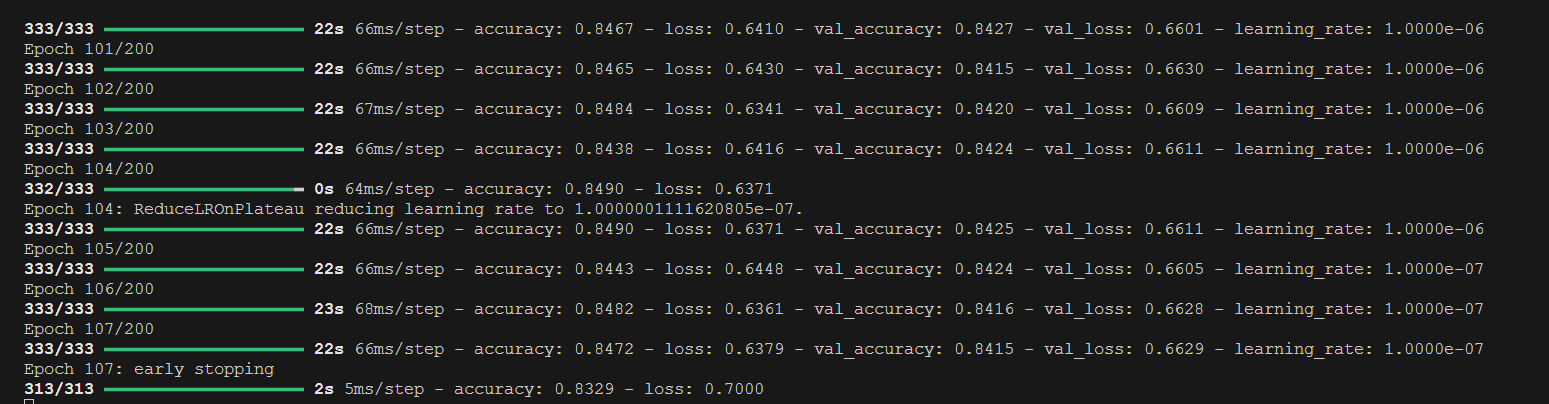 333/333 22s 66ms/step - accuracy: 0.8467 - loss: 0.6410 - val_accuracy: 0.8427 - val_loss: 0.6601 - learning_rate: 1.0000e-06
Epoch 101/200
333/333 22s 66ms/step - accuracy: 0.8465 - loss: 0.6430 - val_accuracy: 0.8415 - val_loss: 0.6630 - learning_rate: 1.0000e-06
Epoch 102/200
333/333 22s 67ms/step - accuracy: 0.8484 - loss: 0.6341 - val_accuracy: 0.8420 - val_loss: 0.6609 - learning_rate: 1.0000e-06
Epoch 103/200
333/333 22s 66ms/step - accuracy: 0.8438 - loss: 0.6416 - val_accuracy: 0.8424 - val_loss: 0.6611 - learning_rate: 1.0000e-06
Epoch 104/200
332/333 0s 64ms/step - accuracy: 0.8490 - loss: 0.6371
Epoch 104: ReduceLROnPlateau reducing learning rate to 1.0000001111620805e-07.
333/333 22s 66ms/step - accuracy: 0.8490 - loss: 0.6371 - val_accuracy: 0.8425 - val_loss: 0.6611 - learning_rate: 1.0000e-06
Epoch 105/200
333/333 22s 66ms/step - accuracy: 0.8443 - loss: 0.6448 - val_accuracy: 0.8424 - val_loss: 0.6605 - learning_rate: 1.0000e-07
Epoch 106/200
333/333 23s 68ms/step - accuracy: 0.8482 - loss: 0.6361 - val_accuracy: 0.8416 - val_loss: 0.6628 - learning_rate: 1.0000e-07
Epoch 107/200
333/333 22s 66ms/step - accuracy: 0.8472 - loss: 0.6379 - val_accuracy: 0.8415 - val_loss: 0.6629 - learning_rate: 1.0000e-07
Epoch 107: early stopping
313/313 2s 5ms/step - accuracy: 0.8329 - loss: 0.7000